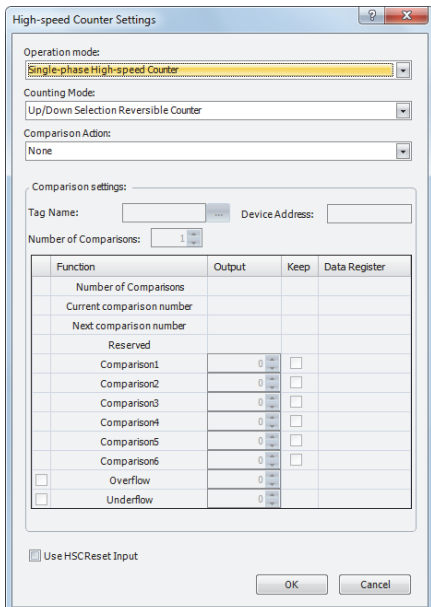 High-speed Counter Settings
Operation mode:
Single-phase High-speed Counter
Counting Mode:
Up/Down Selection Reversible Counter
Comparison Action:
None
Comparison settings:
Tag Name: ... Device Address:
Number of Comparisons: 1
Function Output Keep Data Register
Number of Comparisons
Current comparison number
Next comparison number
Reserved
Comparison1 0
Comparison2 0
Comparison3 0
Comparison4 0
Comparison5 0
Comparison6 0
Overflow 0
Underflow 0
Use HSCReset Input
OK Cancel